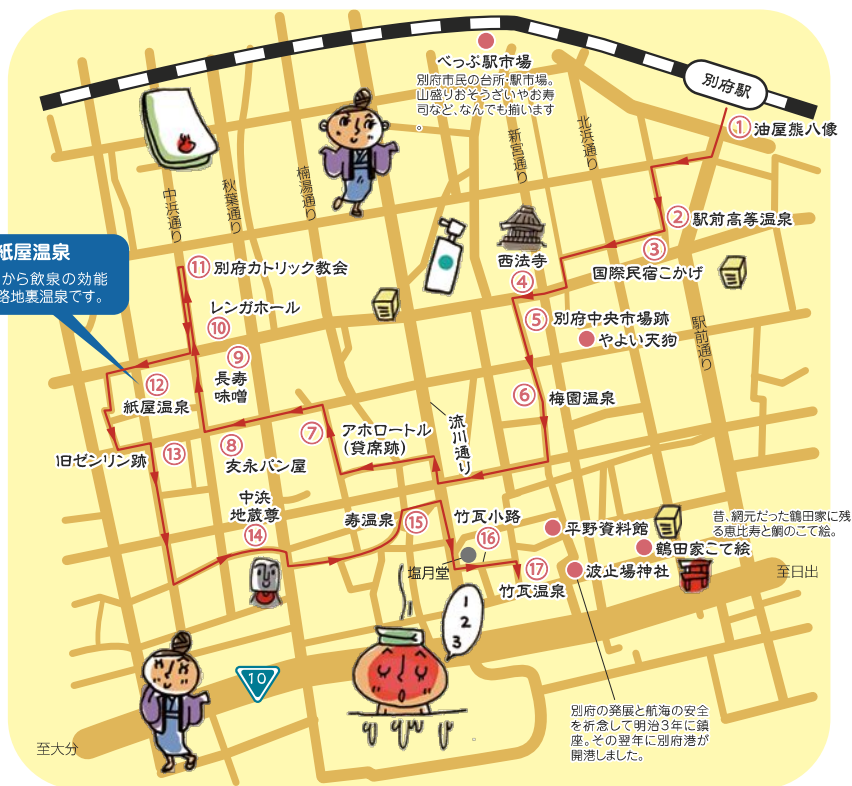 べっぷ駅市場
別府市民の台所・駅市場。
山盛りおそうざいやお寿
司など、なんでも揃います
。
別府駅
① 油屋熊八像
② 駅前高等温泉
③
国際民宿こかげ
西法寺
④
⑤ 別府中央市場跡
やよい天狗
⑥ 梅園温泉
中浜通り
秋葉通り
楠湯通り
新宮通り
北浜通り
駅前通り
流川通り
紙屋温泉
から飲泉の効能
路地裏温泉です。
⑪ 別府カトリック教会
レンガホール
⑩
⑨
長寿
味噌
⑫
紙屋温泉
⑦ アホロートル
(貸席跡)
⑧
友永パン屋
旧ゼンリン跡 ⑬
中浜
地蔵尊
⑭
寿温泉 ⑮
竹瓦小路
⑯
塩月堂
⑰
竹瓦温泉
平野資料館
昔、網元だった鶴田家に残
る恵比寿と鯛のこて絵。
鶴田家こて絵
波止場神社
至日出
1
2
3
10
至大分
別府の発展と航海の安全
を祈念して明治3年に鎮
座。その翌年に別府港が
開港しました。